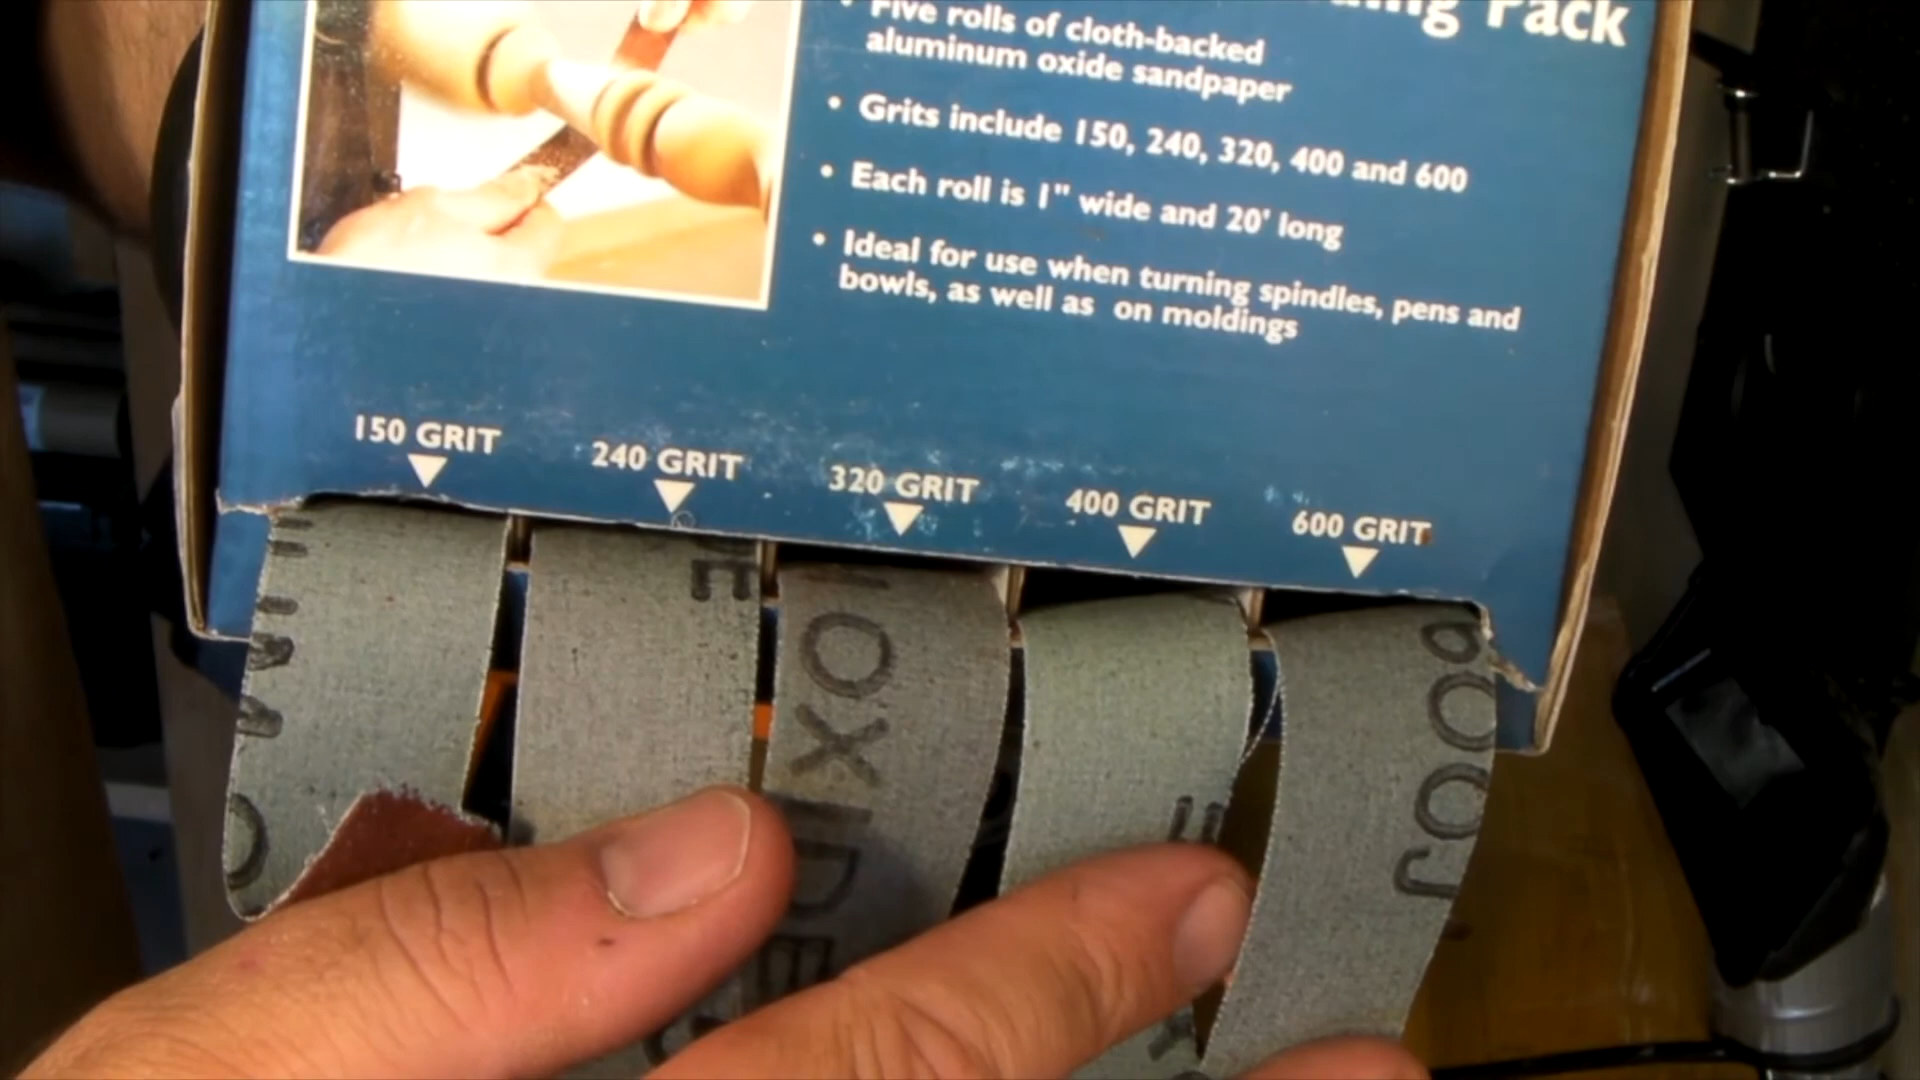 Pack
• Five rolls of cloth-backed
aluminum oxide sandpaper
• Grits include 150, 240, 320, 400 and 600
• Each roll is 1" wide and 20' long
• Ideal for use when turning spindles, pens and
bowls, as well as on moldings
150 GRIT
240 GRIT
320 GRIT
400 GRIT
600 GRIT
OXIDE